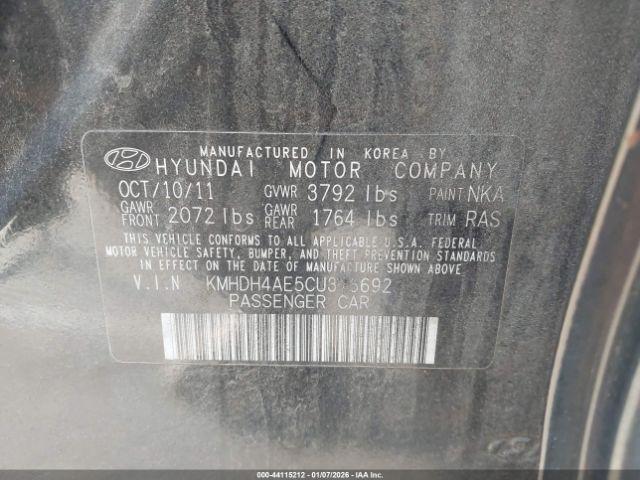 MANUFACTURED IN KOREA BY
HYUNDAI MOTOR COMPANY
OCT/10/11 GVWR 3792 lbs PAINT NKA
GAWR FRONT 2072 lbs GAWR REAR 1764 lbs TRIM RAS
THIS VEHICLE CONFORMS TO ALL APPLICABLE U.S.A. FEDERAL
MOTOR VEHICLE SAFETY, BUMPER, AND THEFT PREVENTION STANDARDS
IN EFFECT ON THE DATE OF MANUFACTURE SHOWN ABOVE.
V.I.N
PASSENGER CAR
000-44115212 - 01/07/2026 - IAAI.COM